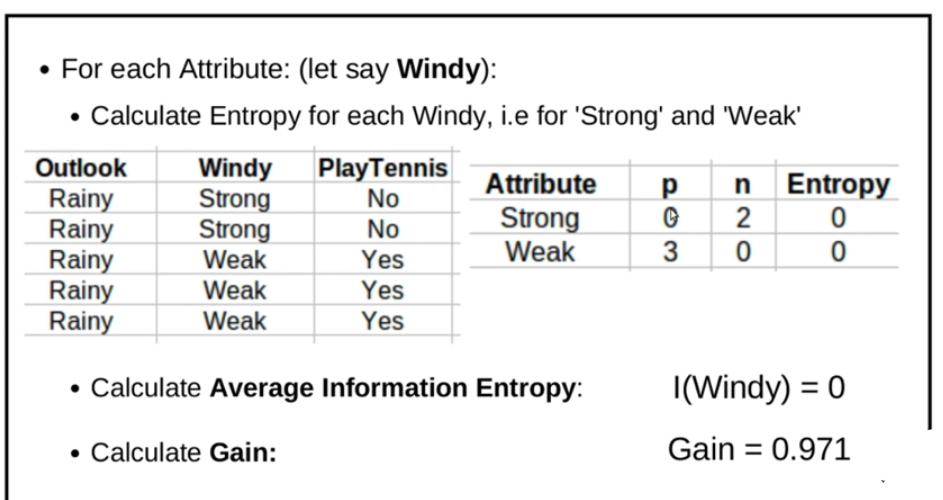 • For each Attribute: (let say Windy):
• Calculate Entropy for each Windy, i.e for 'Strong' and 'Weak'
Outlook Windy PlayTennis
Rainy Strong No
Rainy Strong No
Rainy Weak Yes
Rainy Weak Yes
Rainy Weak Yes
Attribute p n Entropy
Strong 0 2 0
Weak 3 0 0
• Calculate Average Information Entropy: I(Windy) = 0
• Calculate Gain: Gain = 0.971